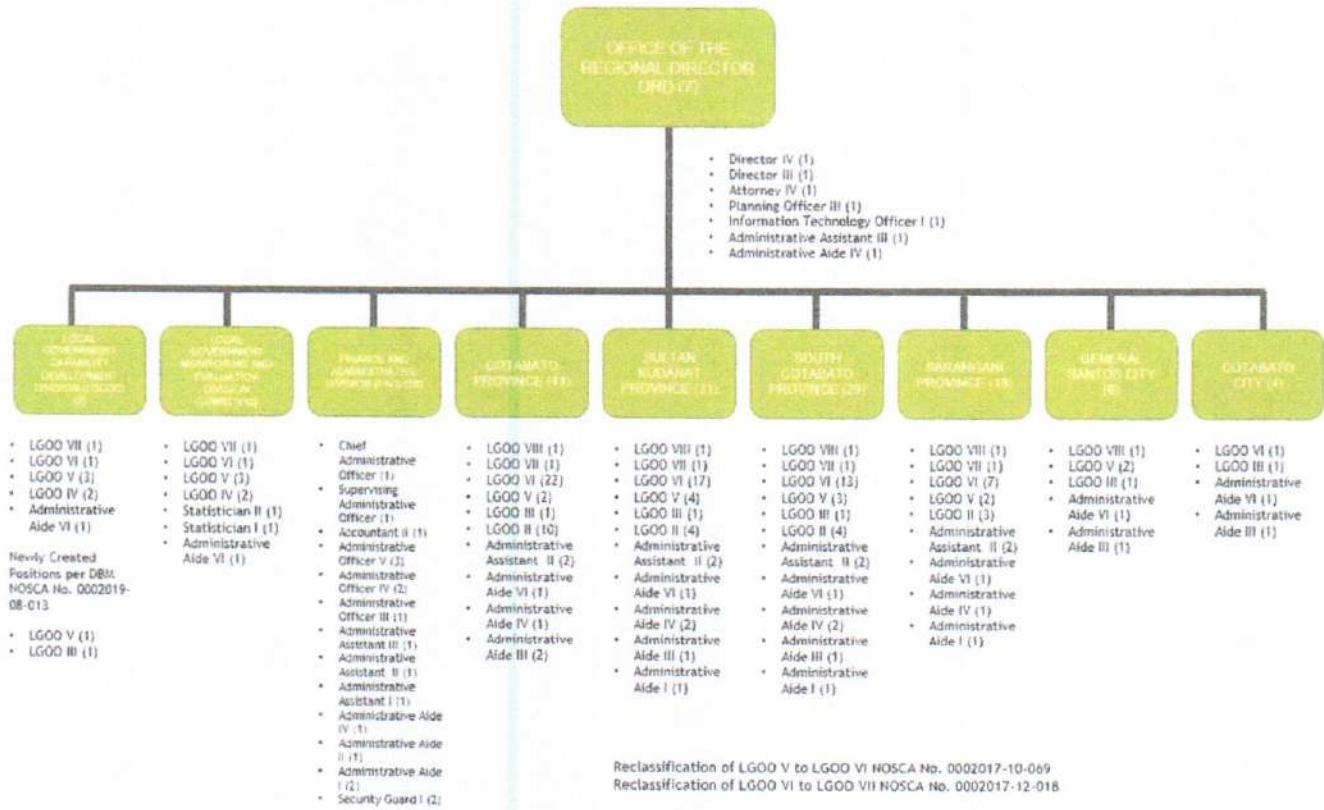 OFFICE OF THE
REGIONAL DIRECTOR
ORD (7)
• Director IV (1)
• Director III (1)
• Attorney IV (1)
• Planning Officer III (1)
• Information Technology Officer I (1)
• Administrative Assistant III (1)
• Administrative Aide IV (1)
LOCAL
GOVERNMENT
CAPABILITY
DEVELOPMENT
DIVISION
• LGOO VII (1)
• LGOO VI (1)
• LGOO V (3)
• LGOO IV (2)
• Administrative
Aide VI (1)
Newly Created
Positions per DBM
NOSCA No. 0002019-
08-013
• LGOO V (1)
• LGOO III (1)
LOCAL
GOVERNMENT
MONITORING AND
EVALUATION
DIVISION
• LGOO VII (1)
• LGOO VI (1)
• LGOO V (3)
• LGOO IV (2)
• Statistician II (1)
• Statistician I (1)
• Administrative
Aide VI (1)
FINANCE AND
ADMINISTRATIVE
DIVISION
• Chief
Administrative
Officer (1)
• Supervising
Administrative
Officer (1)
• Accountant II (1)
• Administrative
Officer V (3)
• Administrative
Officer IV (2)
• Administrative
Officer III (1)
• Administrative
Assistant III (1)
• Administrative
Assistant II (1)
• Administrative
Assistant I (1)
• Administrative Aide
IV (1)
• Administrative Aide
II (1)
• Administrative Aide
I (2)
• Security Guard I (2)
COTABATO
PROVINCE (41)
• LGOO VIII (1)
• LGOO VII (1)
• LGOO VI (22)
• LGOO V (2)
• LGOO III (1)
• LGOO II (10)
• Administrative
Assistant II (2)
• Administrative
Aide VI (1)
• Administrative
Aide IV (1)
• Administrative
Aide III (2)
SULTAN
KUDARAT
PROVINCE (31)
• LGOO VIII (1)
• LGOO VII (1)
• LGOO VI (17)
• LGOO V (4)
• LGOO III (1)
• LGOO II (4)
• Administrative
Assistant II (2)
• Administrative
Aide VI (1)
• Administrative
Aide IV (2)
• Administrative
Aide III (1)
• Administrative
Aide I (1)
SOUTH
COTABATO
PROVINCE (29)
• LGOO VIII (1)
• LGOO VII (1)
• LGOO VI (13)
• LGOO V (3)
• LGOO III (1)
• LGOO II (4)
• Administrative
Assistant II (2)
• Administrative
Aide VI (1)
• Administrative
Aide IV (2)
• Administrative
Aide III (1)
• Administrative
Aide I (1)
SARANGANI
PROVINCE
• LGOO VIII (1)
• LGOO VII (1)
• LGOO VI (7)
• LGOO V (2)
• LGOO II (3)
• Administrative
Assistant II (2)
• Administrative
Aide VI (1)
• Administrative
Aide IV (1)
• Administrative
Aide I (1)
GENERAL
SANTOS CITY
• LGOO VIII (1)
• LGOO V (2)
• LGOO III (1)
• Administrative
Aide VI (1)
• Administrative
Aide III (1)
COTABATO
CITY (4)
• LGOO VI (1)
• LGOO III (1)
• Administrative
Aide VI (1)
• Administrative
Aide III (1)
Reclassification of LGOO V to LGOO VI NOSCA No. 0002017-10-069
Reclassification of LGOO VI to LGOO VII NOSCA No. 0002017-12-018